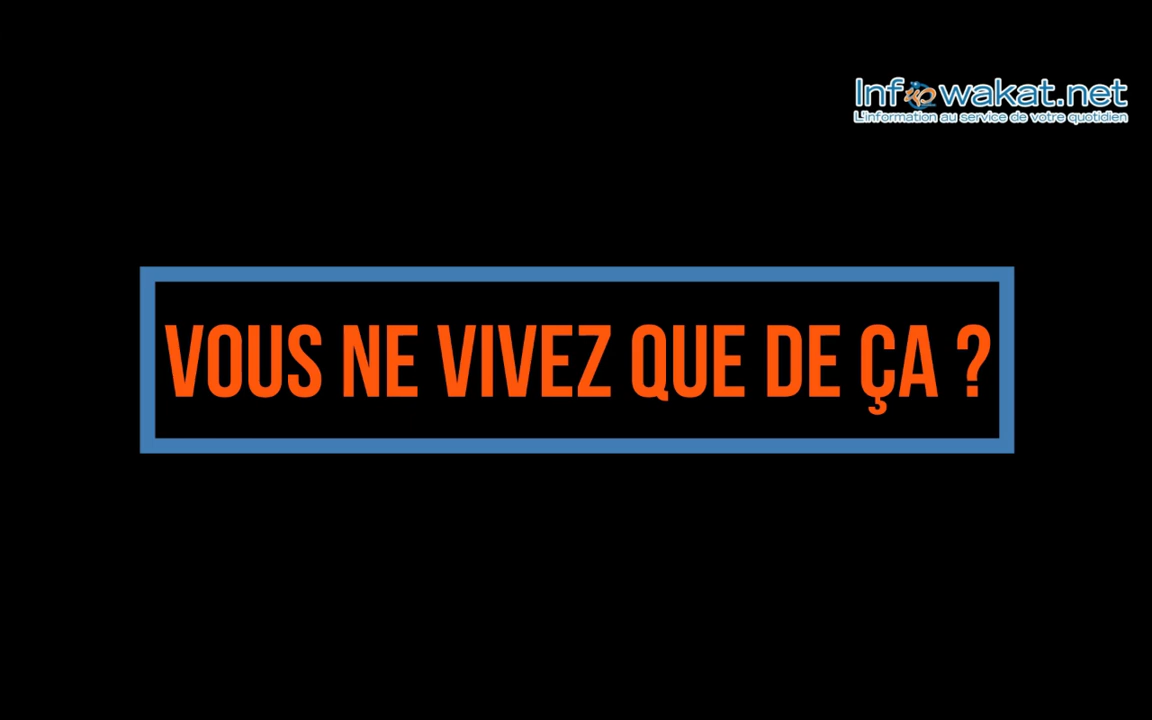 Infowakat.net
L'information au service de votre quotidien
VOUS NE VIVEZ QUE DE ÇA ?